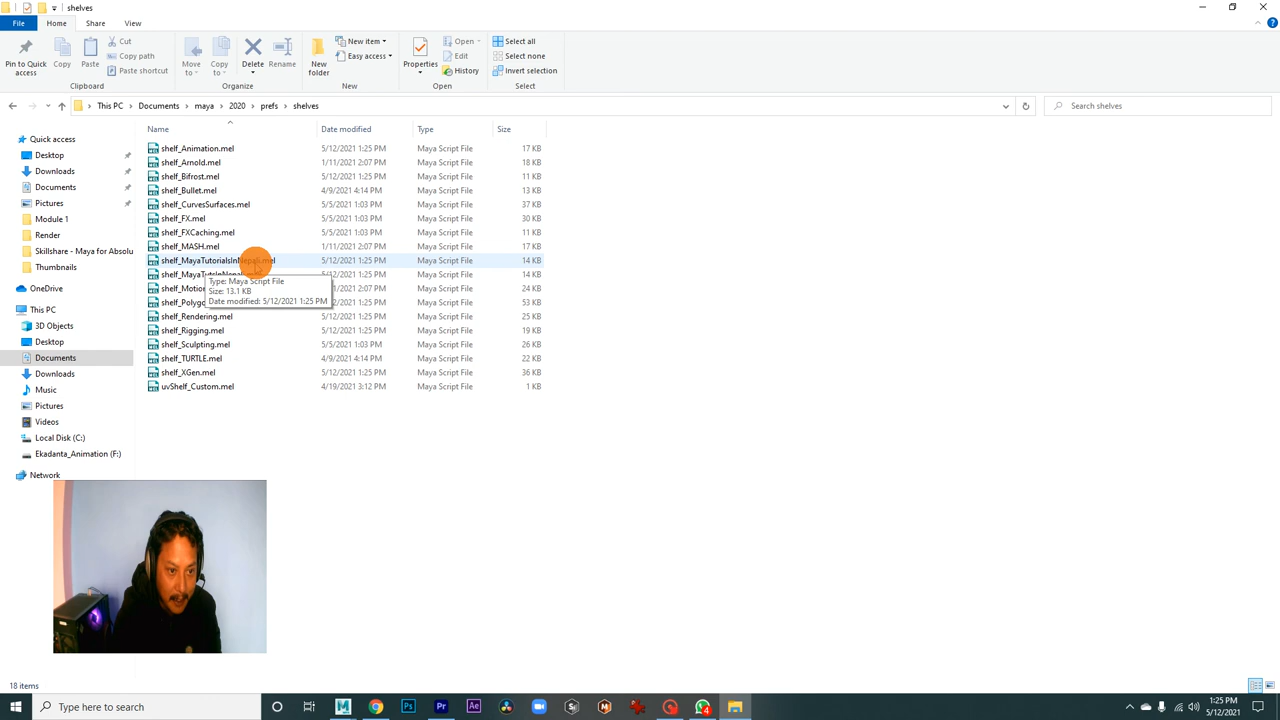 shelves
File
Home
Share
View
Pin to Quick access
Copy
Paste
Cut
Copy path
Paste shortcut
Clipboard
Move to
Copy to
Delete
Rename
Organize
New folder
New item
Easy access
New
Properties
Open
Edit
History
Open
Select all
Select none
Invert selection
Select
This PC > Documents > maya > 2020 > prefs > shelves
Search shelves
Quick access
Desktop
Downloads
Documents
Pictures
Module 1
Render
Skillshare - Maya for Absolu
Thumbnails
OneDrive
This PC
3D Objects
Desktop
Documents
Downloads
Music
Pictures
Videos
Local Disk (C:)
Ekadanta_Animation (F:)
Network
Name Date modified Type Size
shelf_Animation.mel 5/12/2021 1:25 PM Maya Script File 17 KB
shelf_Arnold.mel 1/11/2021 2:07 PM Maya Script File 18 KB
shelf_Bifrost.mel 5/12/2021 1:25 PM Maya Script File 11 KB
shelf_Bullet.mel 4/9/2021 4:14 PM Maya Script File 13 KB
shelf_CurvesSurfaces.mel 5/5/2021 1:03 PM Maya Script File 37 KB
shelf_FX.mel 5/5/2021 1:03 PM Maya Script File 30 KB
shelf_FXCaching.mel 5/5/2021 1:03 PM Maya Script File 11 KB
shelf_MASH.mel 1/11/2021 2:07 PM Maya Script File 17 KB
shelf_MayaTutorialsInNepali.mel 5/12/2021 1:25 PM Maya Script File 14 KB
shelf_MayaTutsInNepali.mel 5/12/2021 1:25 PM Maya Script File 14 KB
shelf_Motio 2:07 PM Maya Script File 24 KB
shelf_Polygo 1:25 PM Maya Script File 53 KB
shelf_Rendering.mel 5/12/2021 1:25 PM Maya Script File 25 KB
shelf_Rigging.mel 5/12/2021 1:25 PM Maya Script File 19 KB
shelf_Sculpting.mel 5/5/2021 1:03 PM Maya Script File 26 KB
shelf_TURTLE.mel 4/9/2021 4:14 PM Maya Script File 22 KB
shelf_XGen.mel 5/12/2021 1:25 PM Maya Script File 36 KB
uvShelf_Custom.mel 4/19/2021 3:12 PM Maya Script File 1 KB
Type: Maya Script File
Size: 13.1 KB
Date modified: 5/12/2021 1:25 PM
18 items
Type here to search
1:25 PM
5/12/2021